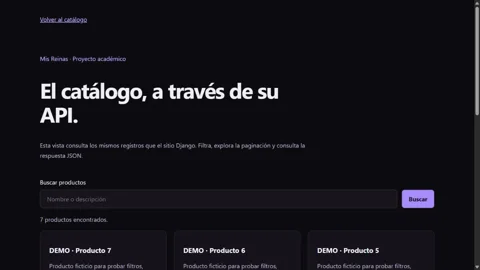 Volver al catálogo
Mis Reinas · Proyecto académico
El catálogo, a través de su
API.
Esta vista consulta los mismos registros que el sitio Django. Filtra, explora la paginación y consulta la
respuesta JSON.
Buscar productos
Nombre o descripción
Buscar
7 productos encontrados.
DEMO · Producto 7
DEMO · Producto 6
DEMO · Producto 5
Producto ficticio para probar filtros,
Producto ficticio para probar filtros,
Producto ficticio para probar filtros,